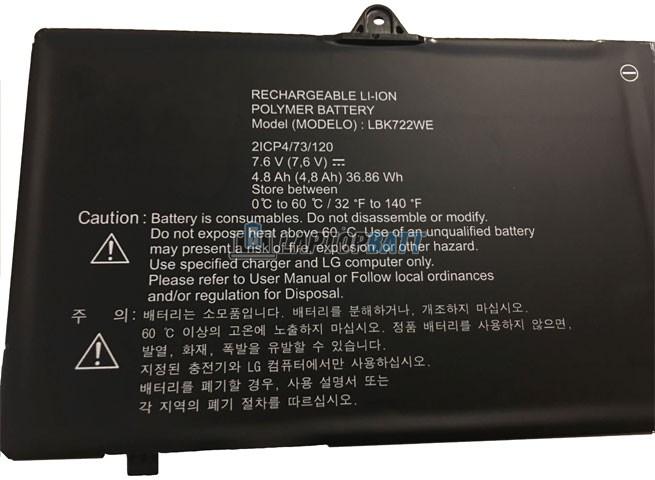 RECHARGEABLE LI-ION
POLYMER BATTERY
Model (MODELO) : LBK722WE
2ICP4/73/120
7.6 V (7,6 V) ⎓
4.8 Ah (4,8 Ah) 36.86 Wh
Store between
0℃ to 60 ℃ / 32 ℉ to 140 ℉
Caution : Battery is consumables. Do not disassemble or modify.
Do not expose heat above 60 ℃. Use of an unqualified battery
may present a risk of fire, explosion or other hazard.
LAPTOPBATT
Use specified charger and LG computer only.
Please refer to User Manual or Follow local ordinances
and/or regulation for Disposal.
주 의 : 배터리는 소모품입니다. 배터리를 분해하거나, 개조하지 마십시오.
60 ℃ 이상의 고온에 노출하지 마십시오. 정품 배터리를 사용하지 않으면,
발열, 화재, 폭발을 유발할 수 있습니다.
지정된 충전기와 LG 컴퓨터에서만 사용하십시오.
배터리를 폐기할 경우, 사용 설명서 또는
각 지역의 폐기 절차를 따르십시오.